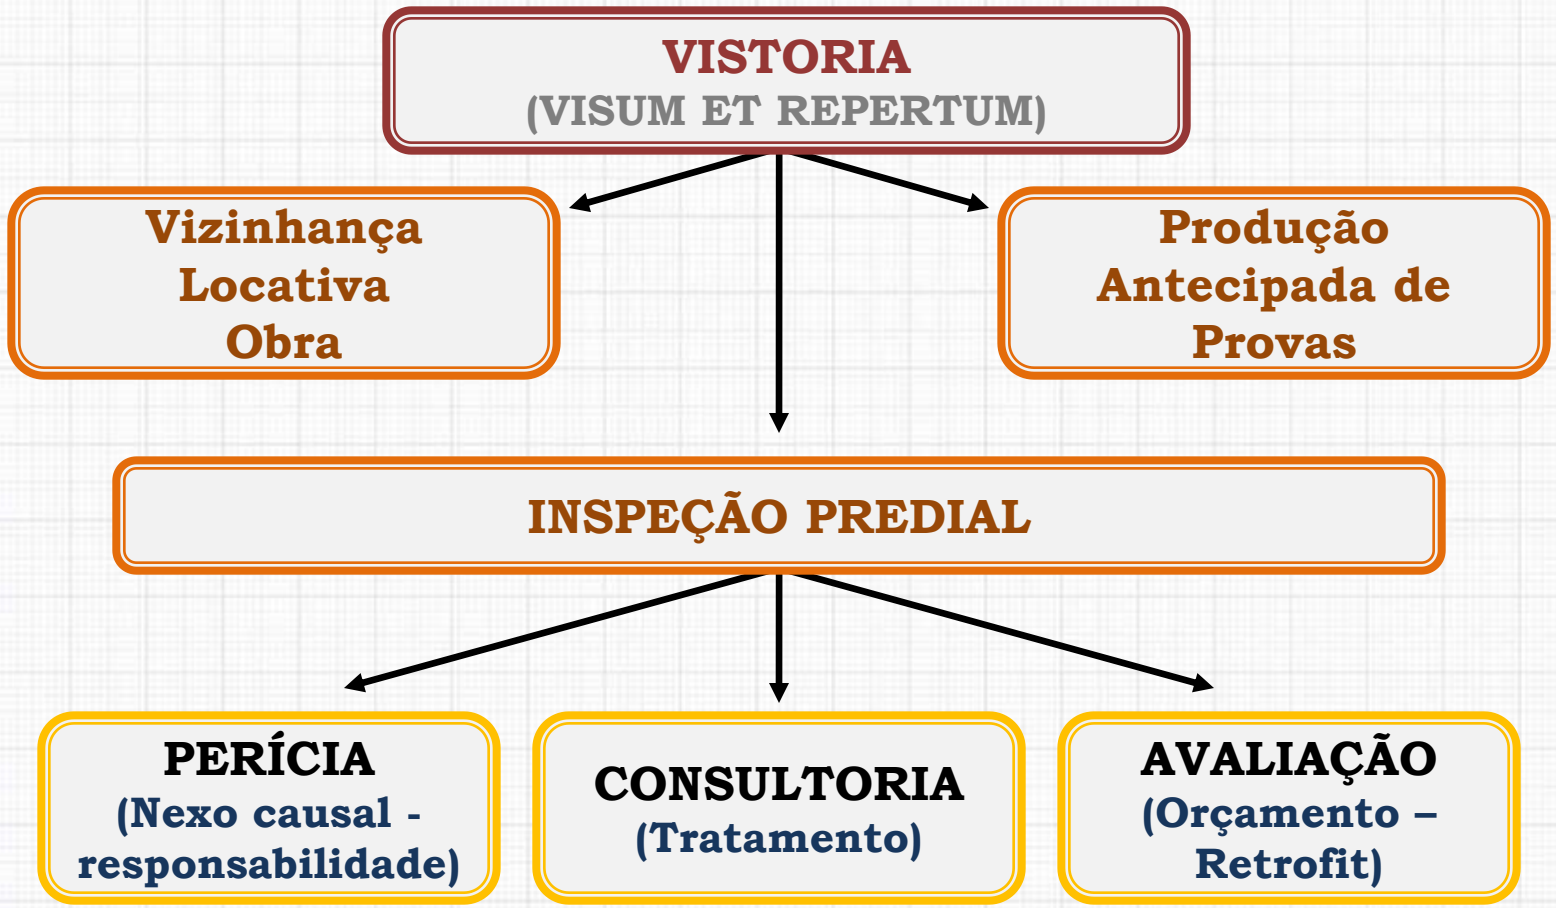 VISTORIA
(VISUM ET REPERTUM)
Vizinhança
Locativa
Obra
Produção
Antecipada de
Provas
INSPEÇÃO PREDIAL
PERÍCIA
(Nexo causal -
responsabilidade)
CONSULTORIA
(Tratamento)
AVALIAÇÃO
(Orçamento –
Retrofit)